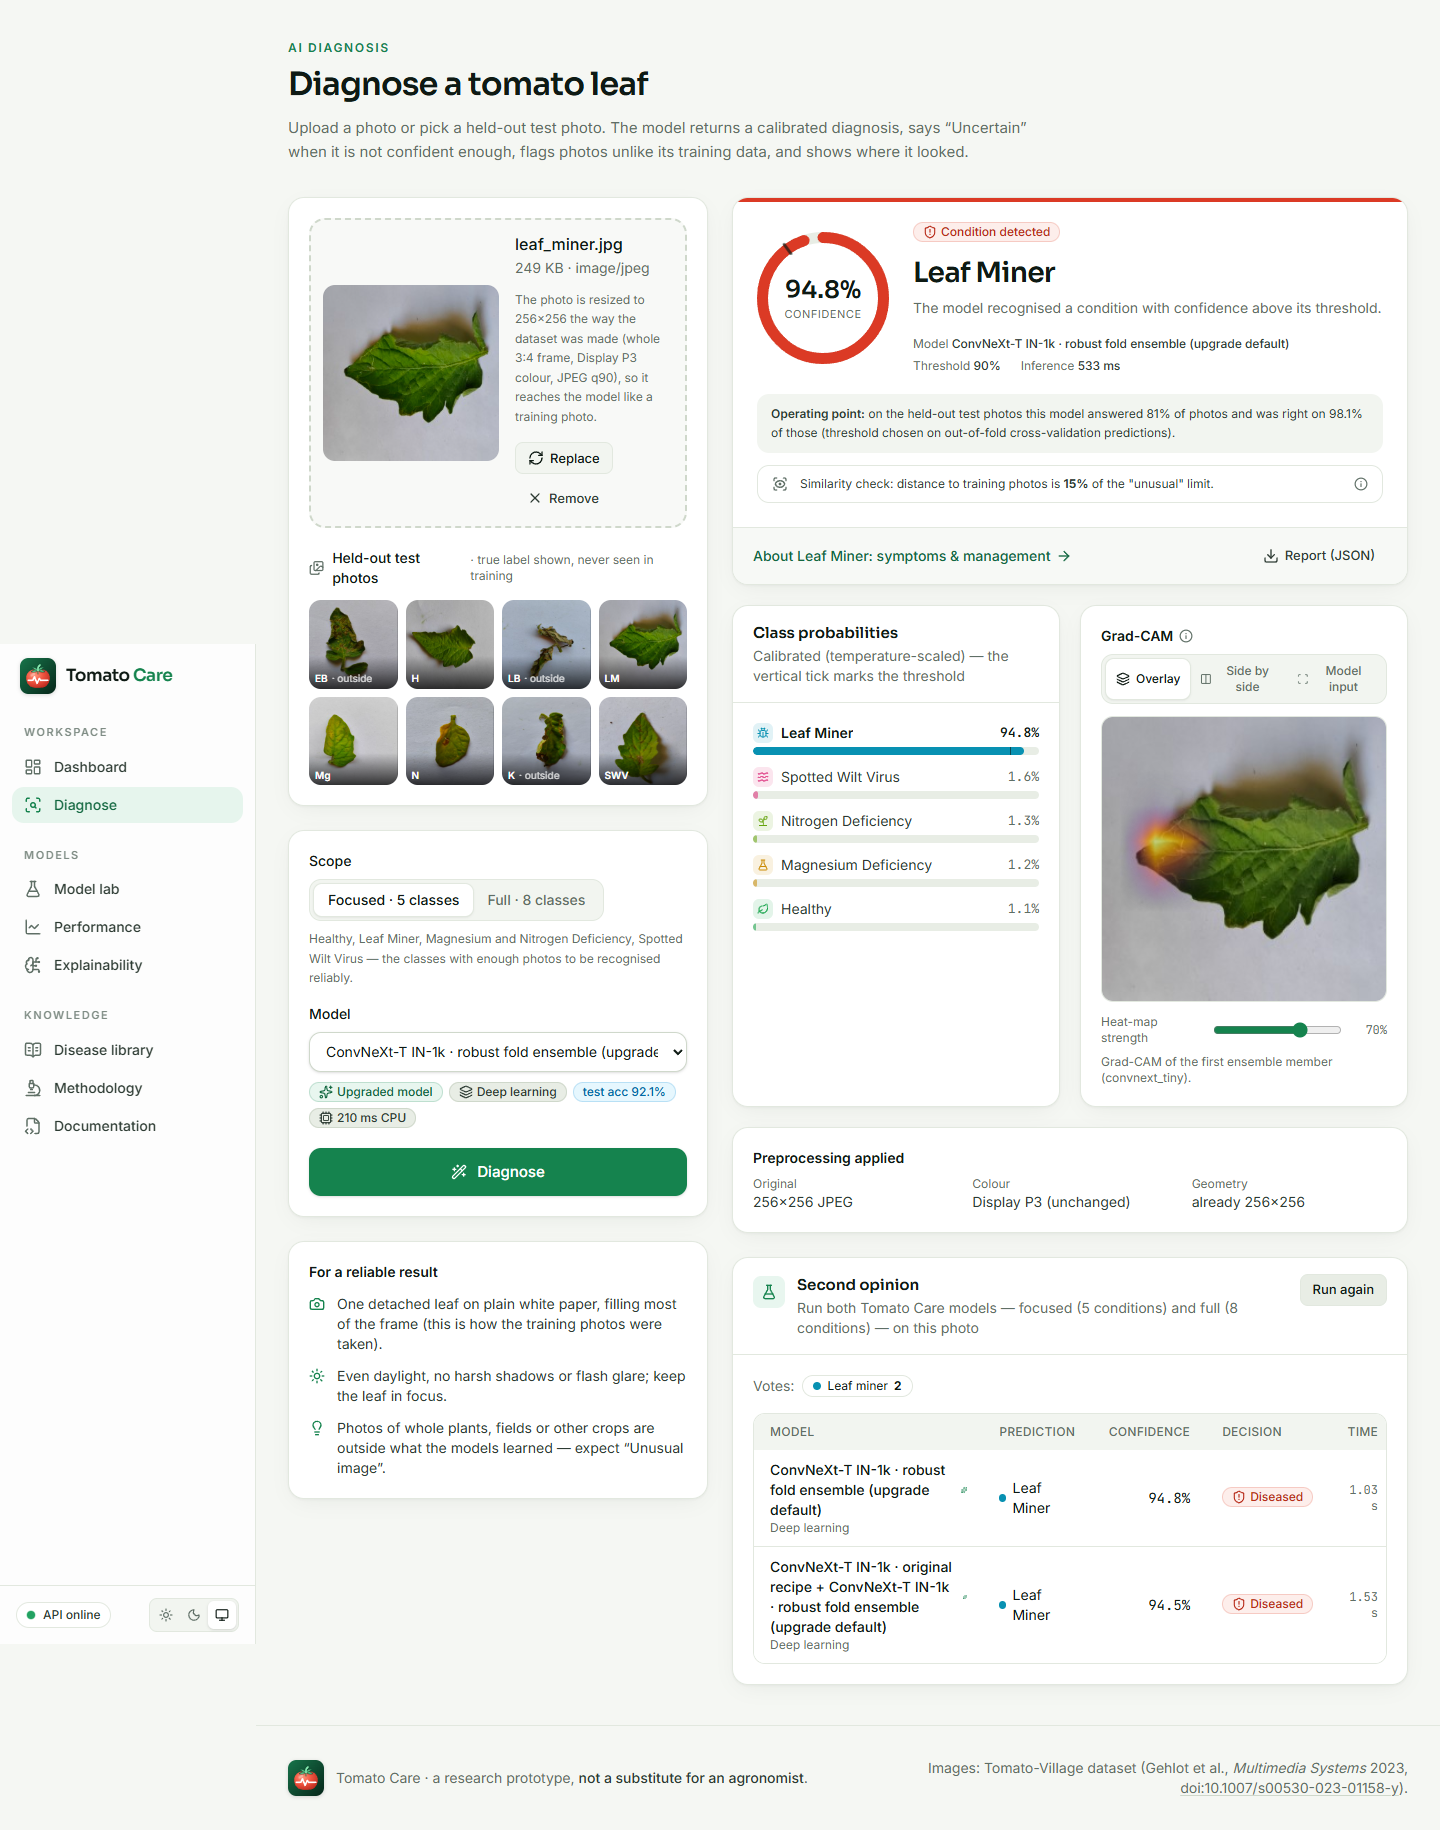 AI DIAGNOSIS
Diagnose a tomato leaf
Upload a photo or pick a held-out test photo. The model returns a calibrated diagnosis, says “Uncertain”
when it is not confident enough, flags photos unlike its training data, and shows where it looked.
leaf_miner.jpg
249 KB · image/jpeg
The photo is resized to
256×256 the way the
dataset was made (whole
3:4 frame, Display P3
colour, JPEG q90), so it
reaches the model like a
training photo.
Replace
Remove
Held-out test
photos
· true label shown, never seen in
training
EB · outside
H
LB · outside
LM
Mg
N
K · outside
SWV
Scope
Focused · 5 classes
Full · 8 classes
Healthy, Leaf Miner, Magnesium and Nitrogen Deficiency, Spotted
Wilt Virus — the classes with enough photos to be recognised
reliably.
Model
ConvNeXt-T IN-1k · robust fold ensemble (upgrade
Upgraded model
Deep learning
test acc 92.1%
210 ms CPU
Diagnose
For a reliable result
One detached leaf on plain white paper, filling most
of the frame (this is how the training photos were
taken).
Even daylight, no harsh shadows or flash glare; keep
the leaf in focus.
Photos of whole plants, fields or other crops are
outside what the models learned — expect “Unusual
image”.
94.8%
CONFIDENCE
Condition detected
Leaf Miner
The model recognised a condition with confidence above its threshold.
Model ConvNeXt-T IN-1k · robust fold ensemble (upgrade default)
Threshold 90% Inference 533 ms
Operating point: on the held-out test photos this model answered 81% of photos and was right on 98.1%
of those (threshold chosen on out-of-fold cross-validation predictions).
Similarity check: distance to training photos is 15% of the "unusual" limit.
About Leaf Miner: symptoms & management
Report (JSON)
Class probabilities
Calibrated (temperature-scaled) — the
vertical tick marks the threshold
Leaf Miner 94.8%
Spotted Wilt Virus 1.6%
Nitrogen Deficiency 1.3%
Magnesium Deficiency 1.2%
Healthy 1.1%
Grad-CAM
Overlay
Side by
side
Model
input
Heat-map
strength
70%
Grad-CAM of the first ensemble member
(convnext_tiny).
Preprocessing applied
Original
256×256 JPEG
Colour
Display P3 (unchanged)
Geometry
already 256×256
Second opinion
Run both Tomato Care models — focused (5 conditions) and full (8
conditions) — on this photo
Run again
Votes: Leaf miner 2
MODEL PREDICTION CONFIDENCE DECISION TIME
ConvNeXt-T IN-1k · robust
fold ensemble (upgrade
default)
Deep learning
Leaf
Miner
94.8%
Diseased
1.03
s
ConvNeXt-T IN-1k · original
recipe + ConvNeXt-T IN-1k
· robust fold ensemble
(upgrade default)
Deep learning
Leaf
Miner
94.5%
Diseased
1.53
s
Tomato Care
WORKSPACE
Dashboard
Diagnose
MODELS
Model lab
Performance
Explainability
KNOWLEDGE
Disease library
Methodology
Documentation
API online
Tomato Care · a research prototype, not a substitute for an agronomist.
Images: Tomato-Village dataset (Gehlot et al., Multimedia Systems 2023,
doi:10.1007/s00530-023-01158-y).